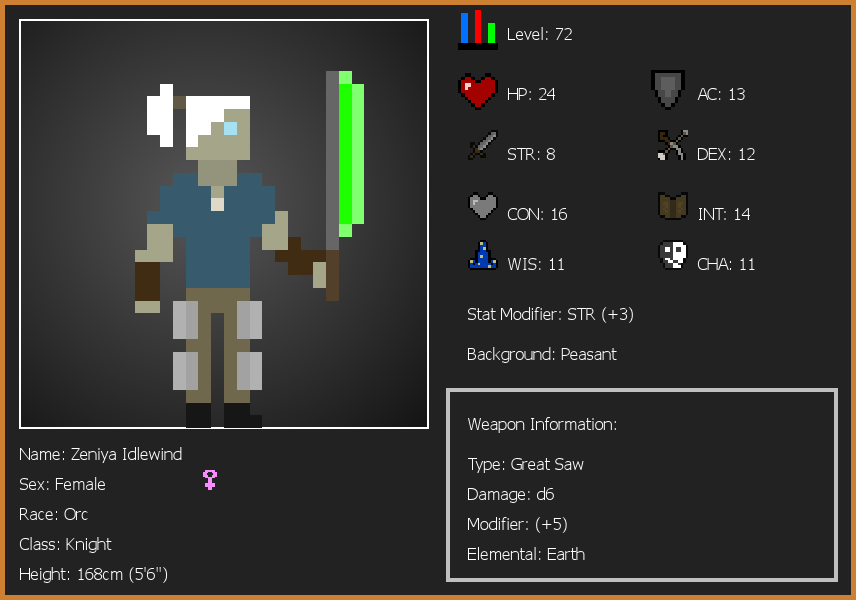 Level: 72
HP: 24
AC: 13
STR: 8
DEX: 12
CON: 16
INT: 14
WIS: 11
CHA: 11
Stat Modifier: STR (+3)
Background: Peasant
Weapon Information:
Type: Great Saw
Damage: d6
Modifier: (+5)
Elemental: Earth
Name: Zeniya Idlewind
Sex: Female
Race: Orc
Class: Knight
Height: 168cm (5'6")